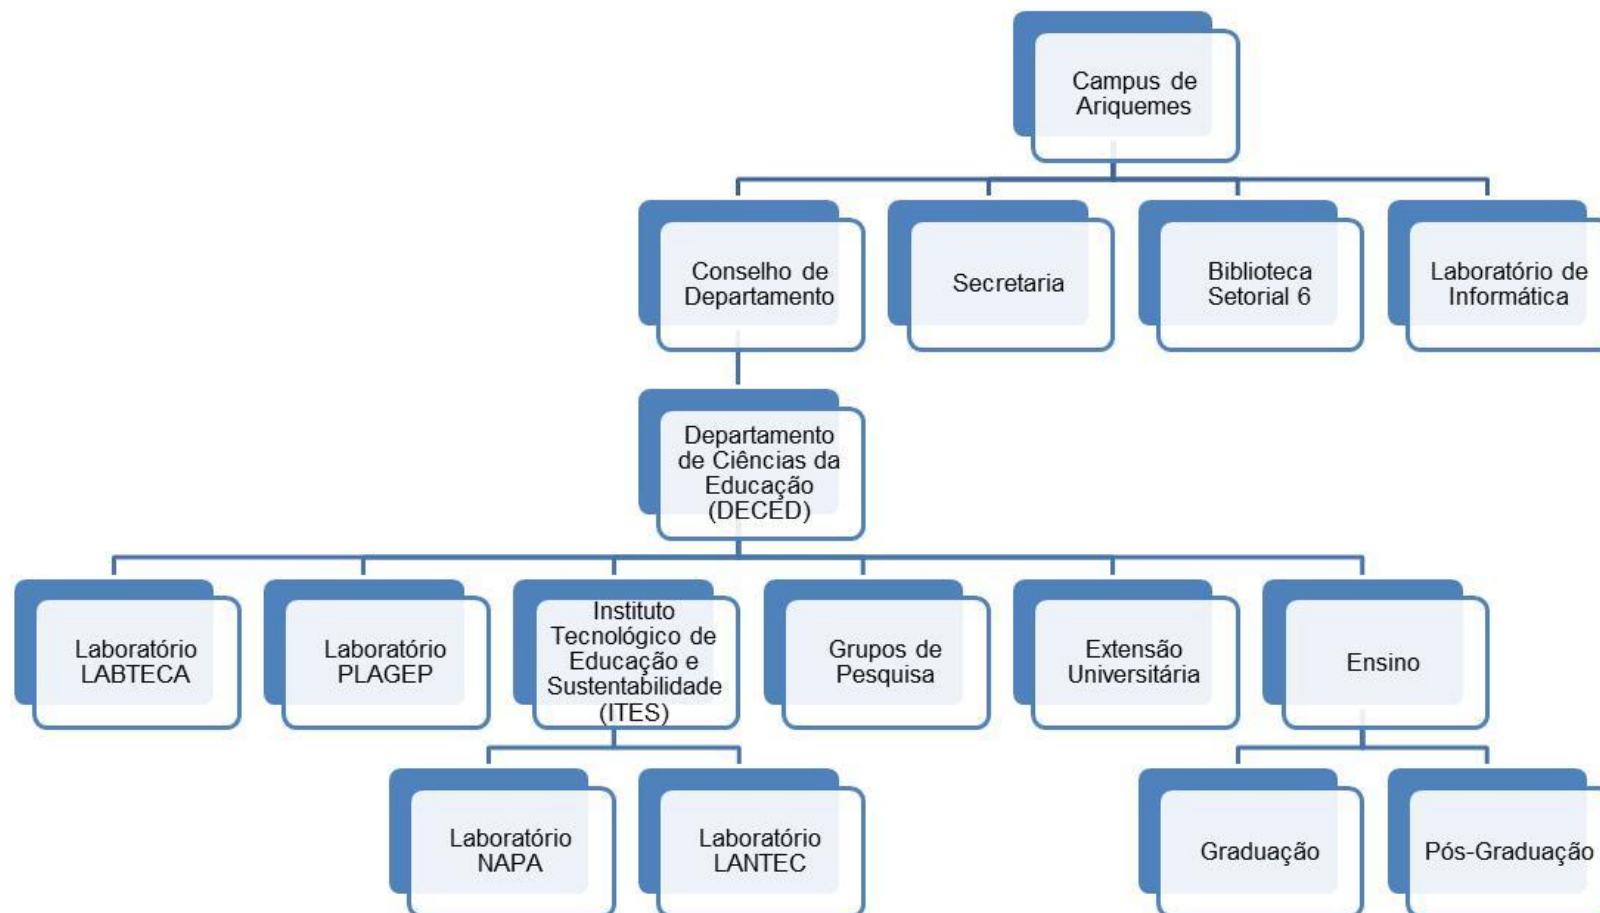 Campus de
Ariquemes
Conselho de
Departamento
Secretaria
Biblioteca
Setorial 6
Laboratório de
Informática
Departamento
de Ciências da
Educação
(DECED)
Laboratório
LABTECA
Laboratório
PLAGEP
Instituto
Tecnológico de
Educação e
Sustentabilidade
(ITES)
Grupos de
Pesquisa
Extensão
Universitária
Ensino
Laboratório
NAPA
Laboratório
LANTEC
Graduação
Pós-Graduação